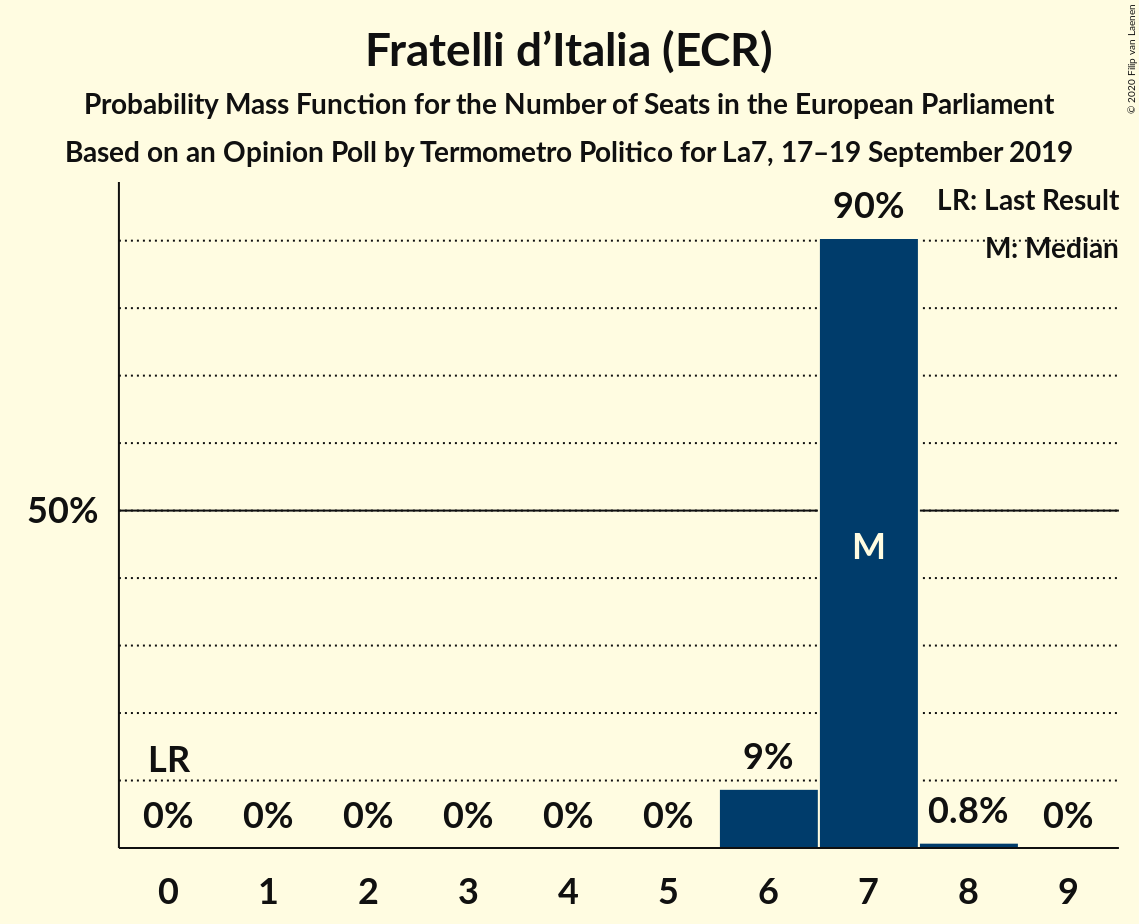 Fratelli d’Italia (ECR)
Probability Mass Function for the Number of Seats in the European Parliament
Based on an Opinion Poll by Termometro Politico for La7, 17–19 September 2019
© 2020 Filip van Laenen
LR: Last Result
M: Median
90%
50%
M
LR
9%
0%
0%
0%
0%
0%
0%
0.8%
0%
0
1
2
3
4
5
6
7
8
9